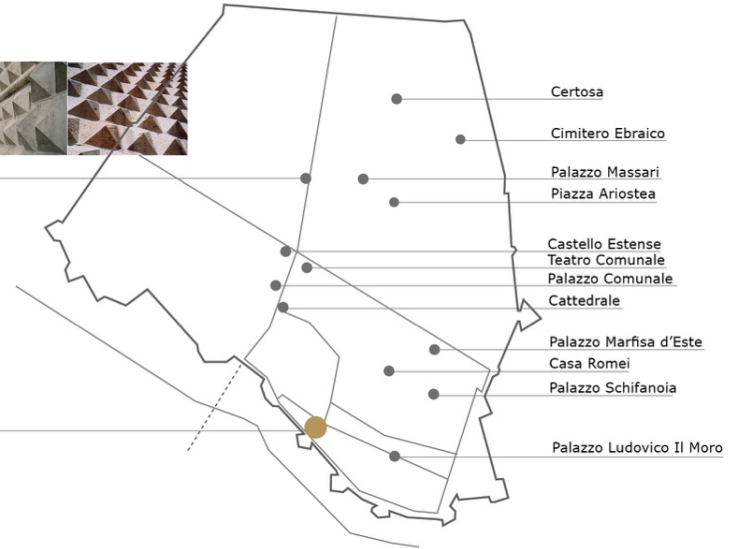 Certosa
Cimitero Ebraico
Palazzo Massari
Piazza Ariostea
Castello Estense
Teatro Comunale
Palazzo Comunale
Cattedrale
Palazzo Marfisa d'Este
Casa Romei
Palazzo Schifanoia
Palazzo Ludovico Il Moro